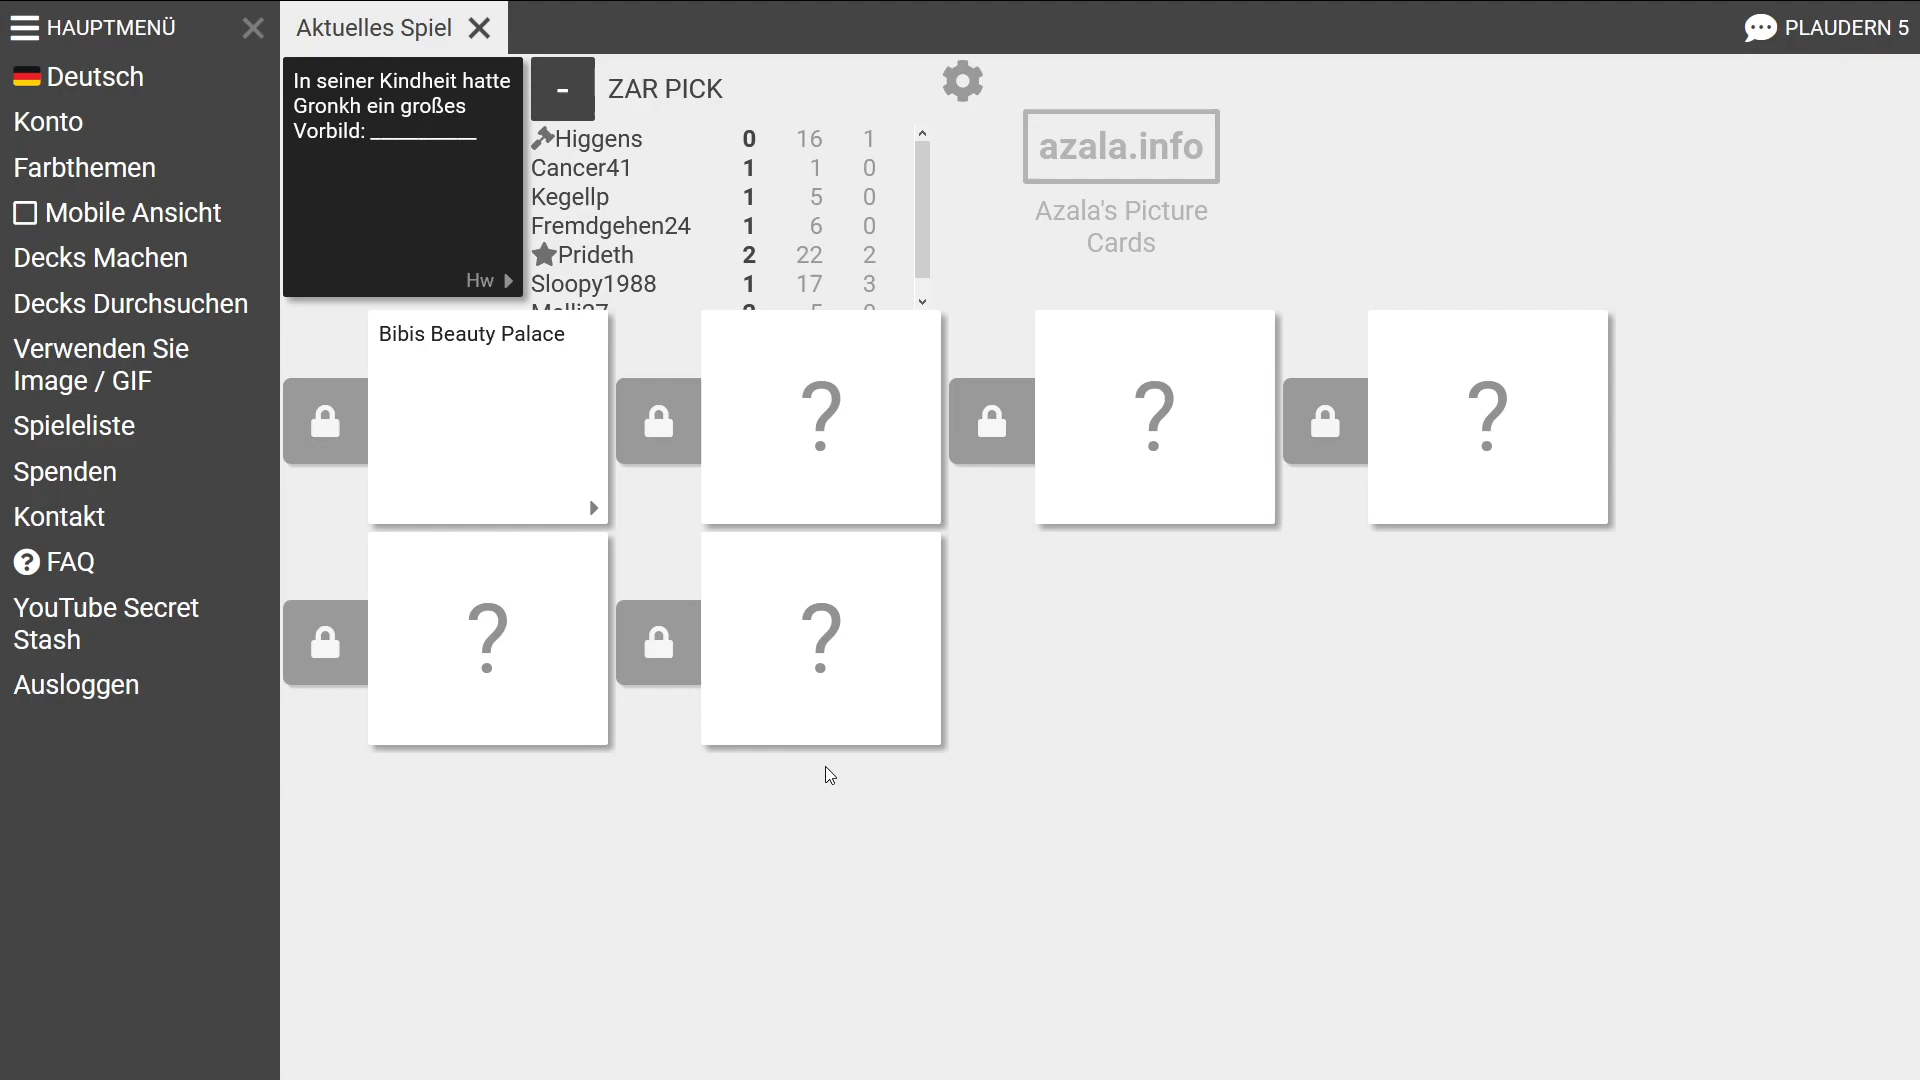 HAUPTMENÜ
Aktuelles Spiel
PLAUDERN 5
Deutsch
Konto
Farbthemen
Mobile Ansicht
Decks Machen
Decks Durchsuchen
Verwenden Sie
Image / GIF
Spieleliste
Spenden
Kontakt
FAQ
YouTube Secret
Stash
Ausloggen
In seiner Kindheit hatte
Gronkh ein großes
Vorbild: __________
Hw
-
ZAR PICK
Higgens 0 16 1
Cancer41 1 1 0
Kegellp 1 5 0
Fremdgehen24 1 6 0
Prideth 2 22 2
Sloopy1988 1 17 3
azala.info
Azala's Picture
Cards
Bibis Beauty Palace
?
?
?
?
?